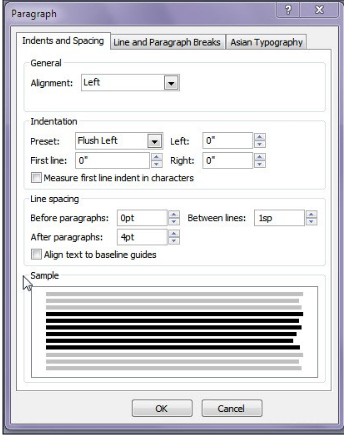 Paragraph
Indents and Spacing Line and Paragraph Breaks Asian Typography
General
Alignment: Left
Indentation
Preset: Flush Left Left: 0"
First line: 0" Right: 0"
Measure first line indent in characters
Line spacing
Before paragraphs: 0pt Between lines: 1sp
After paragraphs: 4pt
Align text to baseline guides
Sample
OK Cancel